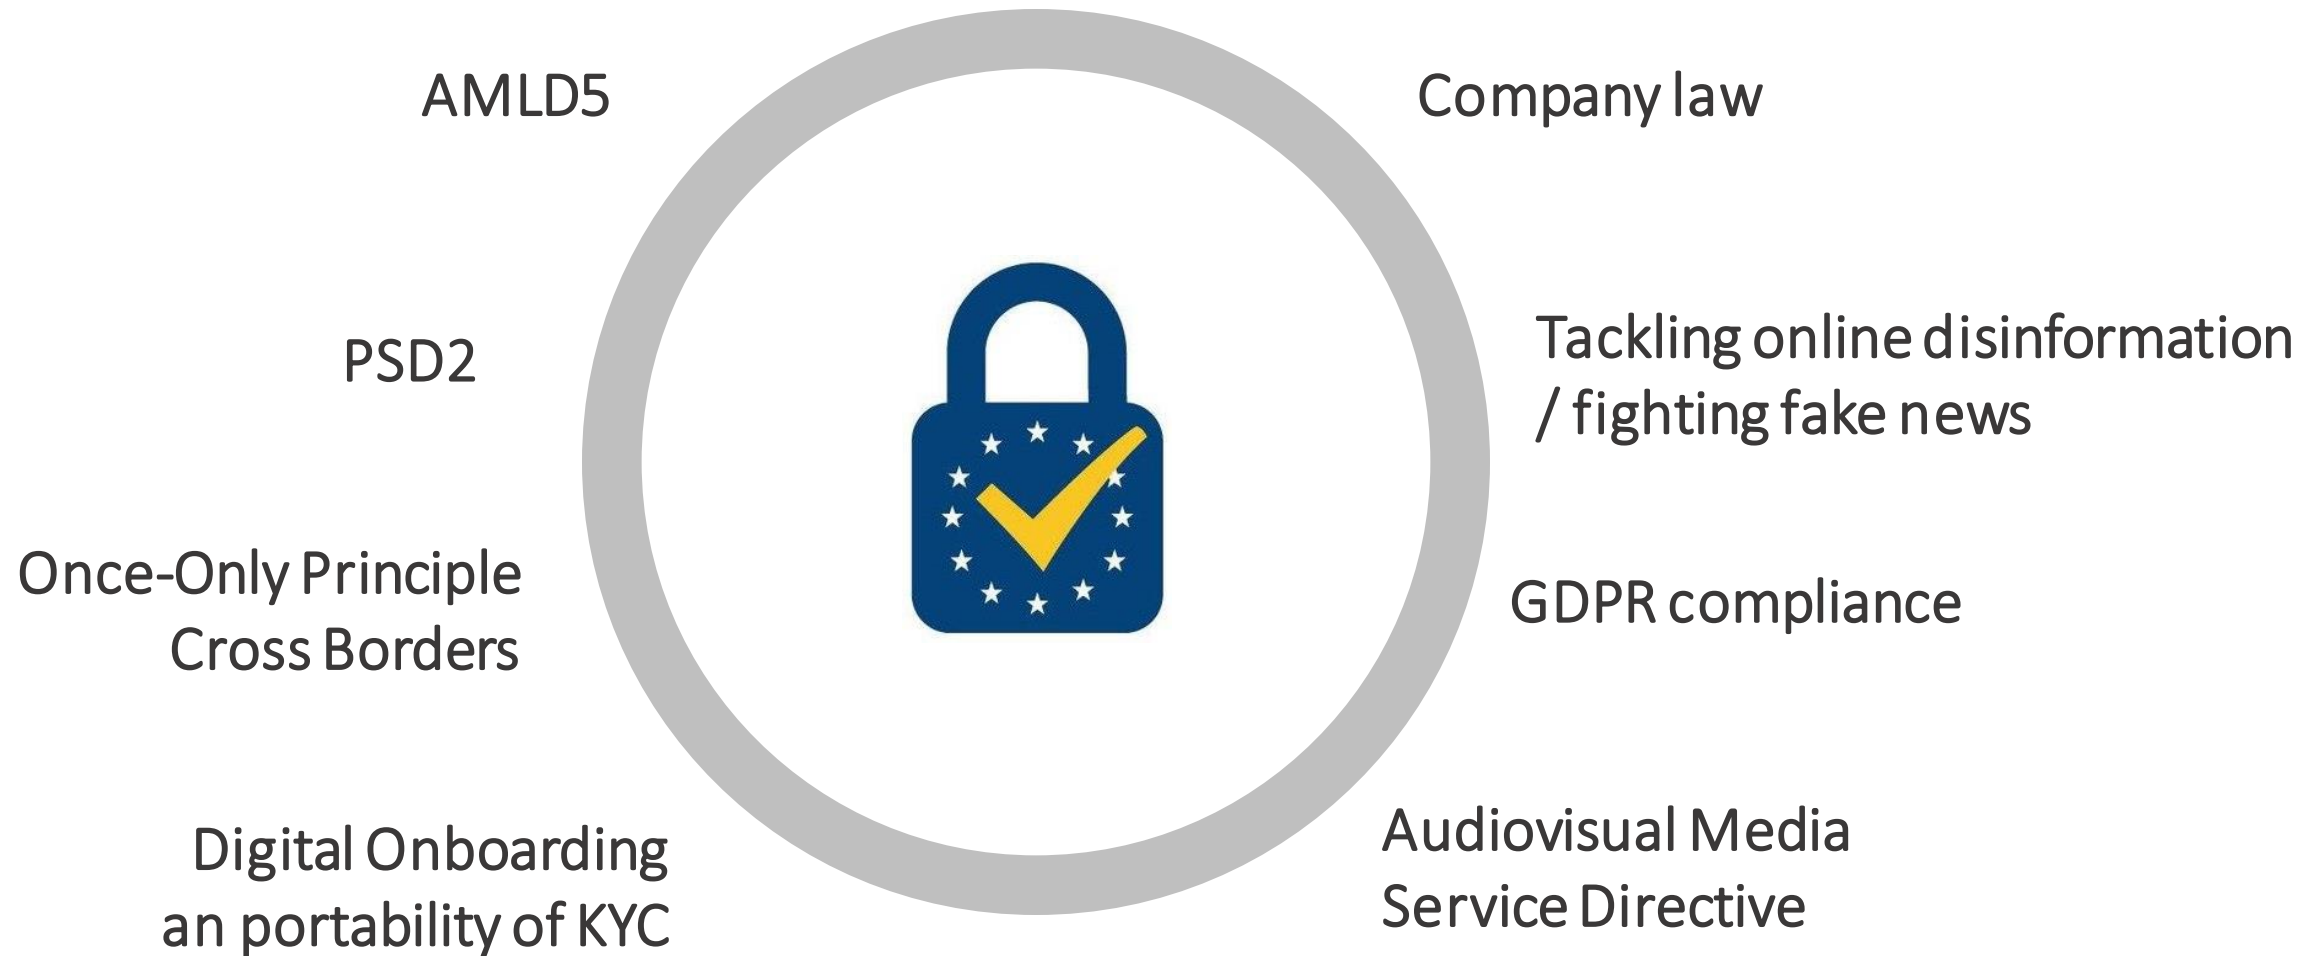 AMLD5
Company law
PSD2
Tackling online disinformation
/ fighting fake news
Once-Only Principle
Cross Borders
GDPR compliance
Digital Onboarding
an portability of KYC
Audiovisual Media
Service Directive